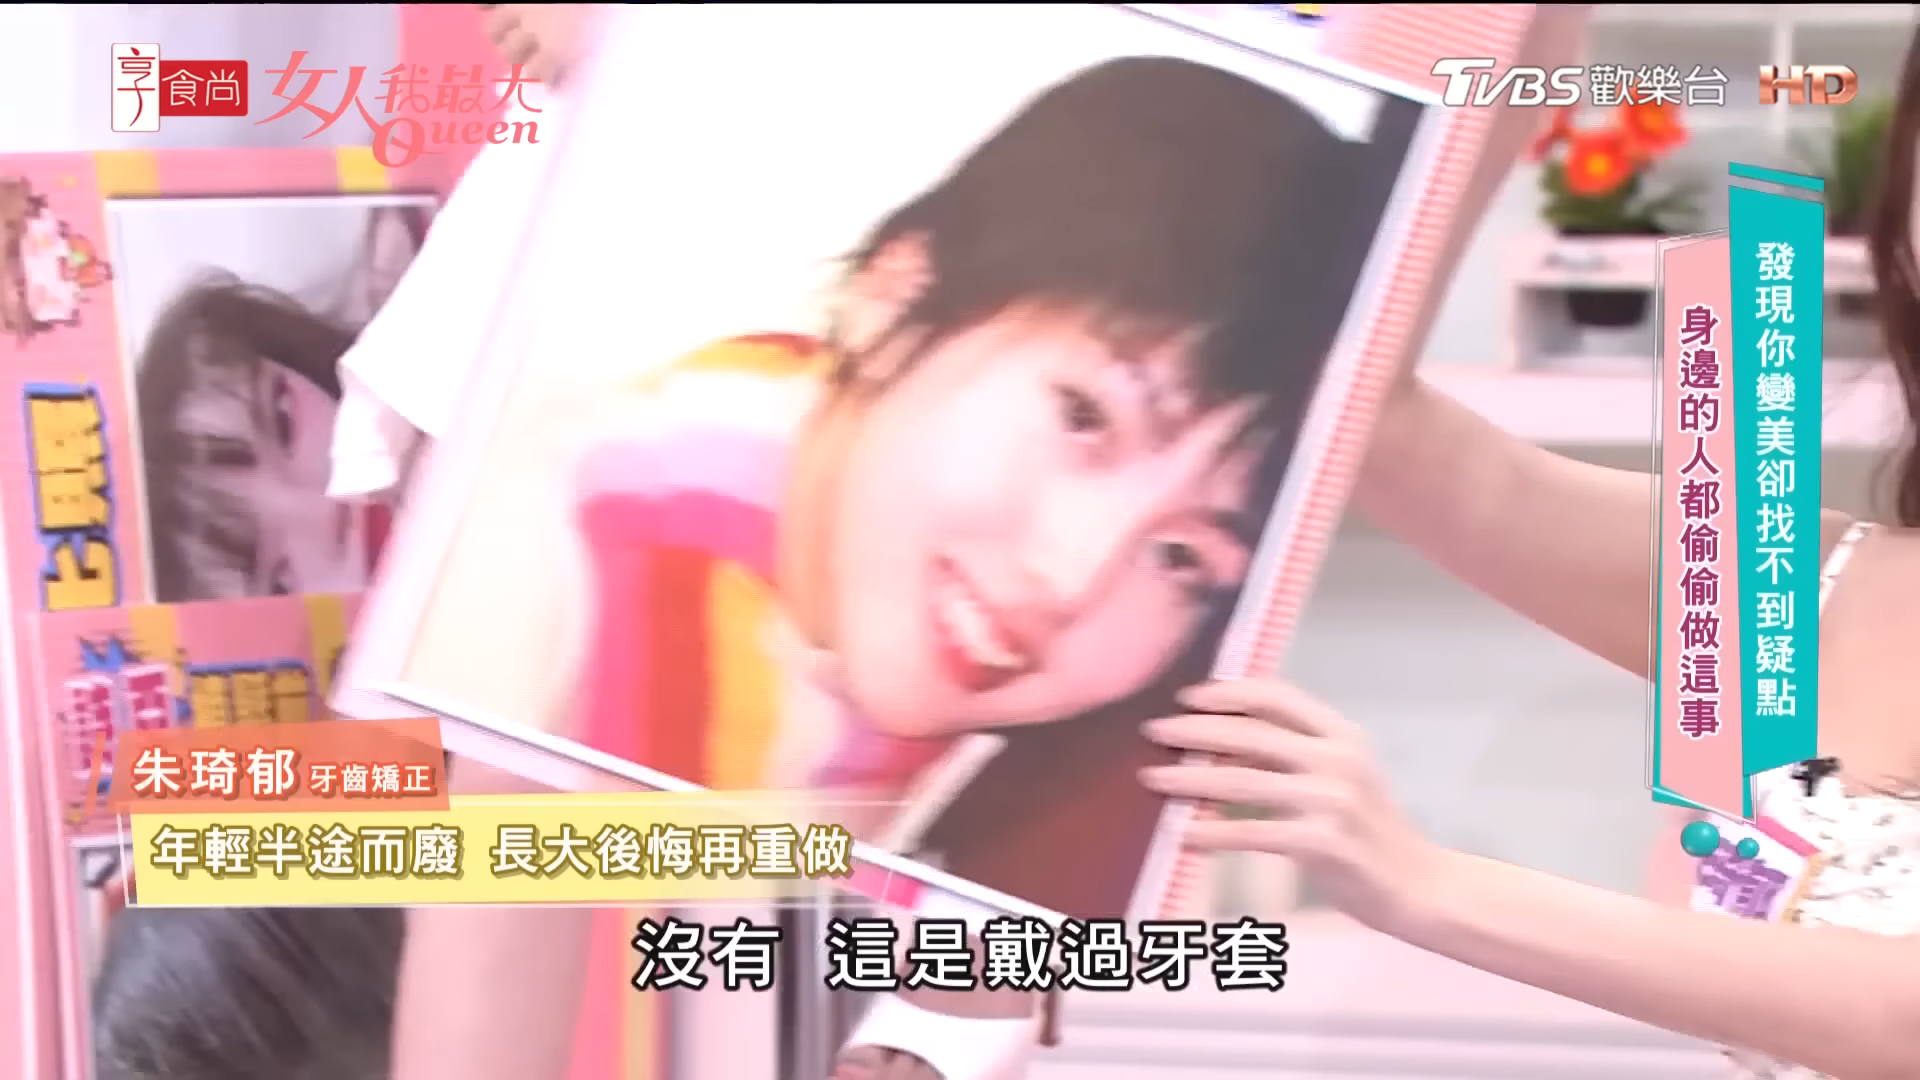 享食尚
女人我最大
Queen
TVBS歡樂台 HD
發現你變美卻找不到疑點
身邊的人都偷偷做這事
朱琦郁 牙齒矯正
年輕半途而廢 長大後悔再重做
沒有 這是戴過牙套